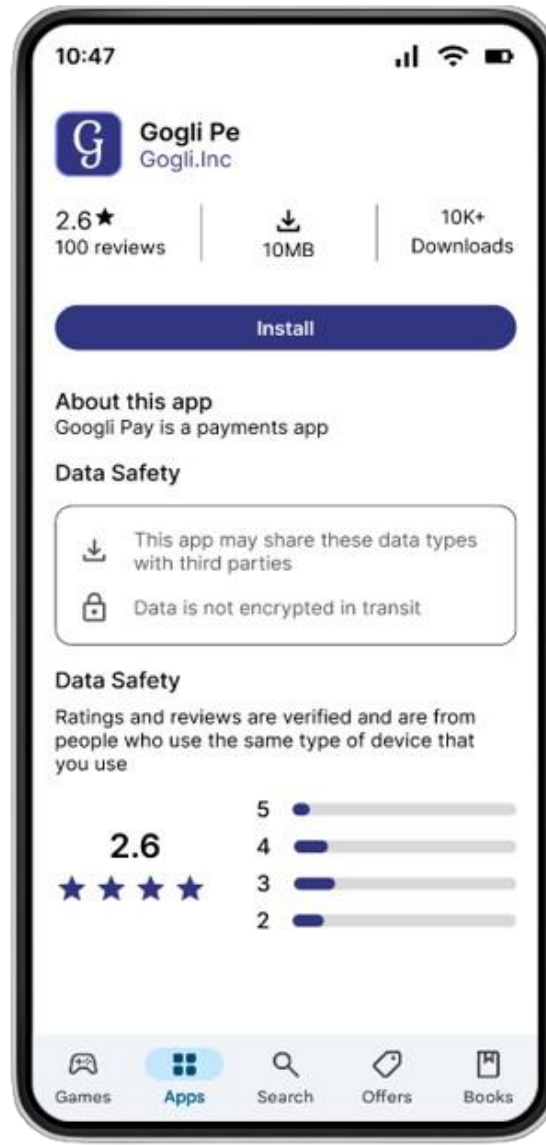 10:47
G
Gogli Pe
Gogli.Inc
2.6★
100 reviews
10MB
10K+
Downloads
Install
About this app
Googli Pay is a payments app
Data Safety
This app may share these data types
with third parties
Data is not encrypted in transit
Data Safety
Ratings and reviews are verified and are from
people who use the same type of device that
you use
2.6
★ ★ ★ ★
5
4
3
2
Games
Apps
Search
Offers
Books